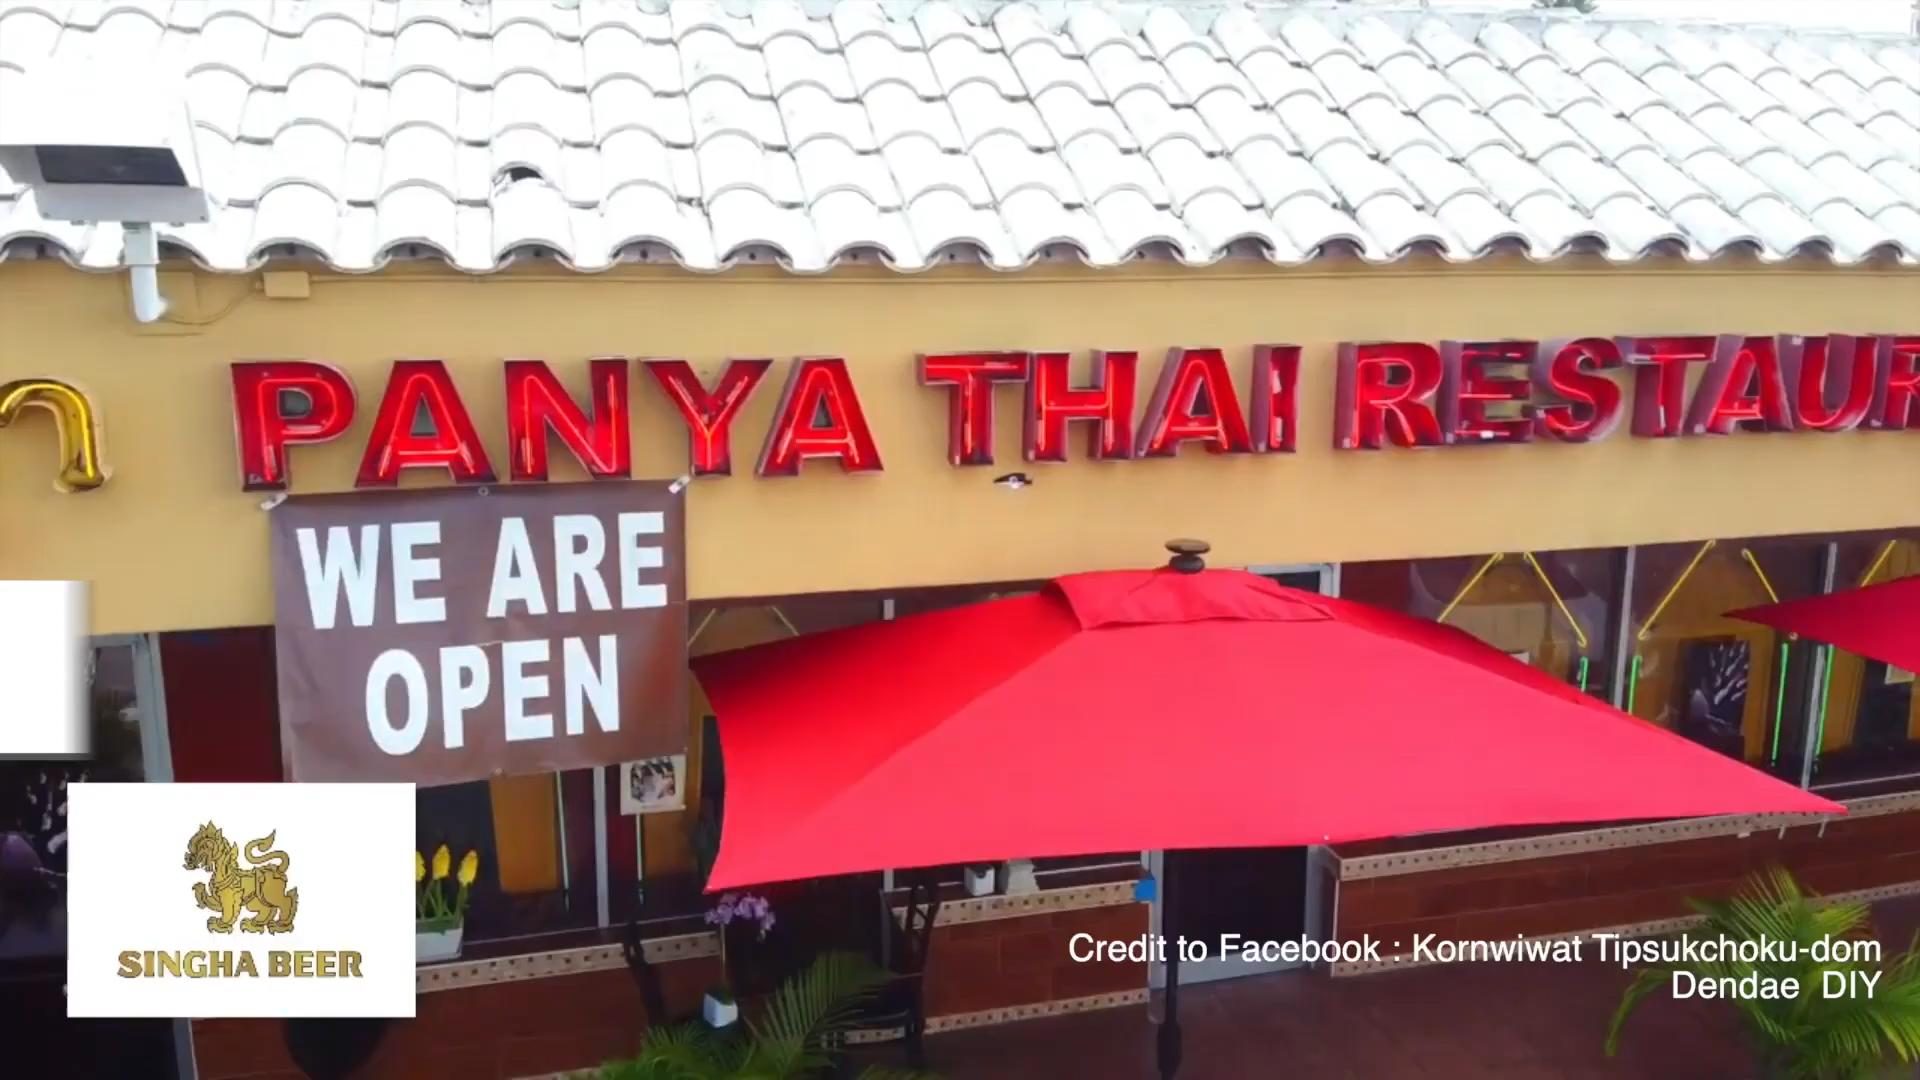 PANYA THAI RESTAUR
WE ARE
OPEN
SINGHA BEER
Credit to Facebook : Kornwiwat Tipsukchoku-dom
Dendae DIY